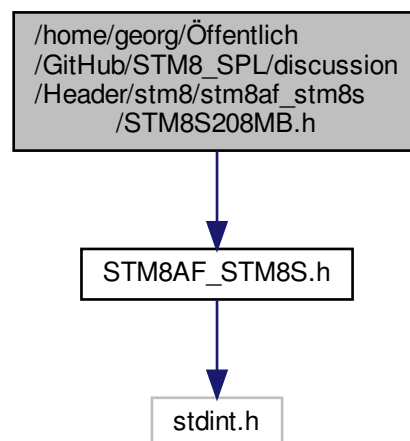 /home/georg/Öffentlich
/GitHub/STM8_SPL/discussion
/Header/stm8/stm8af_stm8s
/STM8S208MB.h
STM8AF_STM8S.h
stdint.h